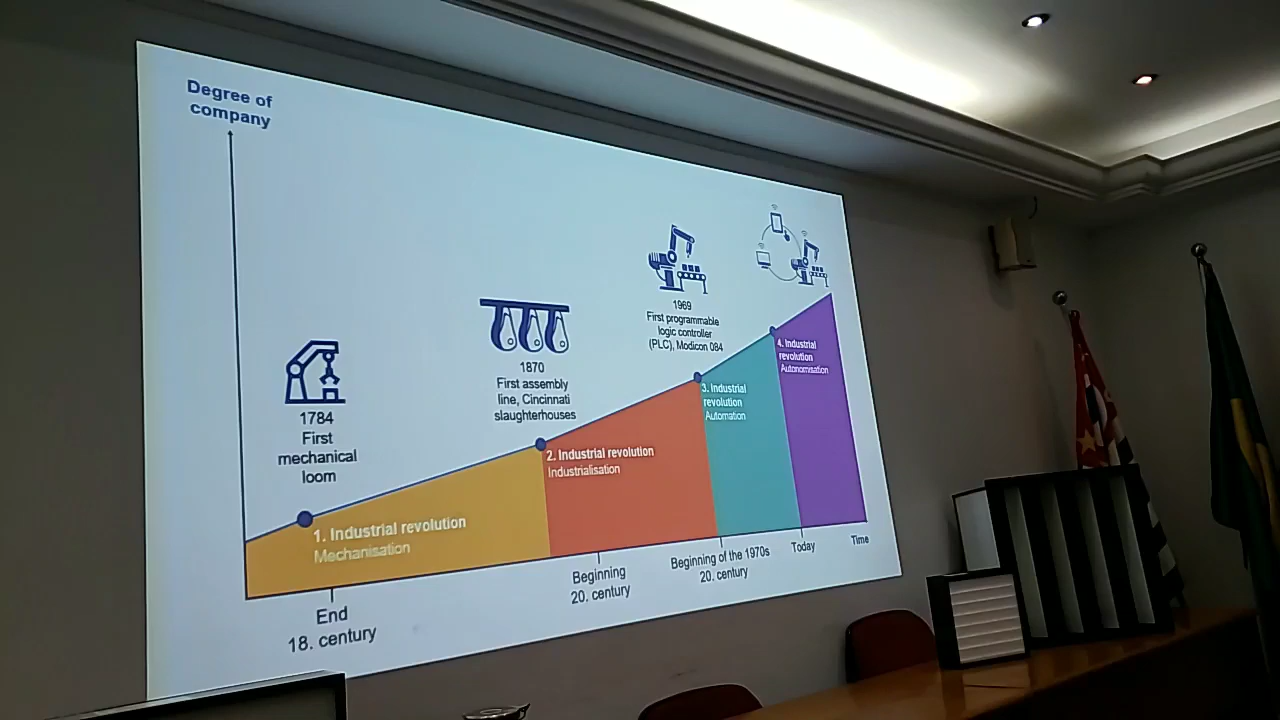 Degree of
company
1784
First
mechanical
loom
1870
First assembly
line, Cincinnati
slaughterhouses
1969
First programmable
logic controller
(PLC), Modicon 084
1. Industrial revolution
Mechanisation
2. Industrial revolution
Industrialisation
3. Industrial
revolution
Automation
4. Industrial
revolution
Autonomisation
End
18. century
Beginning
20. century
Beginning of the 1970s
20. century
Today
Time